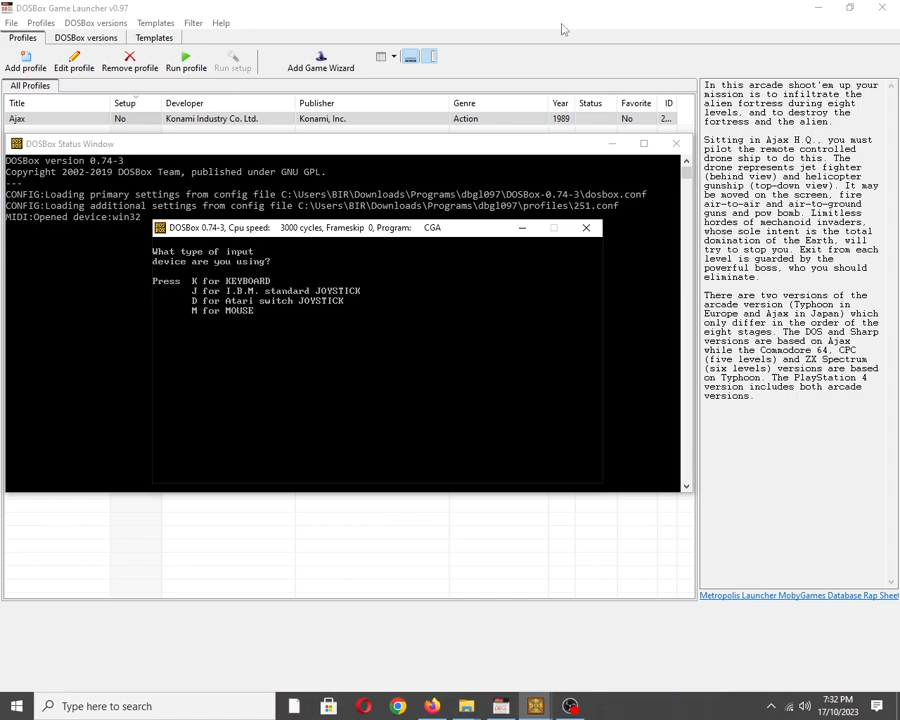 DOSBox Game Launcher v0.97
File Profiles DOSBox versions Templates Filter Help
Profiles DOSBox versions Templates
Add profile Edit profile Remove profile Run profile Run setup Add Game Wizard
All Profiles
Title Setup Developer Publisher Genre Year Status Favorite ID
Ajax No Konami Industry Co. Ltd. Konami, Inc. Action 1989 No 2...
DOSBox Status Window
DOSBox version 0.74-3
Copyright 2002-2019 DOSBox Team, published under GNU GPL.
---
CONFIG:Loading primary settings from config file C:\Users\BIR\Downloads\Programs\dbgl097\DOSBox-0.74-3\dosbox.conf
CONFIG:Loading additional settings from config file C:\Users\BIR\Downloads\Programs\dbgl097\profiles\251.conf
MIDI:Opened device:win32
DOSBox 0.74-3, Cpu speed: 3000 cycles, Frameskip 0, Program: CGA
What type of input
device are you using?
Press K for KEYBOARD
J for I.B.M. standard JOYSTICK
D for Atari switch JOYSTICK
M for MOUSE
In this arcade shoot'em up your
mission is to infiltrate the
alien fortress during eight
levels, and to destroy the
fortress and the alien.
Sitting in Ajax H.Q., you must
pilot the remote controlled
drone ship to do this. The
drone represents jet fighter
(behind view) and helicopter
gunship (top-down view). It may
be moved on the screen, fire
air-to-air and air-to-ground
guns and pow bomb. Limitless
hordes of mechanoid invaders,
whose sole intent is the total
domination of the Earth, will
try to stop you. Exit from each
level is guarded by the
powerful boss, who you should
eliminate.
There are two versions of the
arcade version (Typhoon in
Europe and Ajax in Japan) which
only differ in the order of the
eight stages. The DOS and Sharp
versions are based on Ajax
while the Commodore 64, CPC
(five levels) and ZX Spectrum
(six levels) versions are based
on Typhoon. The PlayStation 4
version includes both arcade
versions.
Metropolis Launcher MobyGames Database Rap Sheet
Type here to search
7:32 PM
17/10/2023